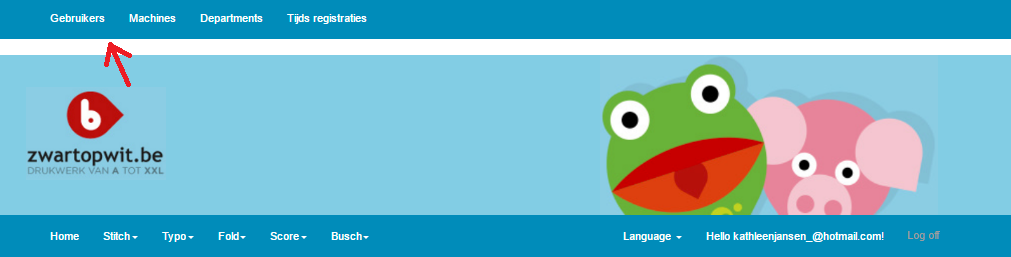 Gebruikers Machines Departments Tijds registraties
b
zwartopwit.be
DRUKWERK VAN A TOT XXL
Home Stitch Typo Fold Score Busch Language Hello kathleenjansen_@hotmail.com! Log off